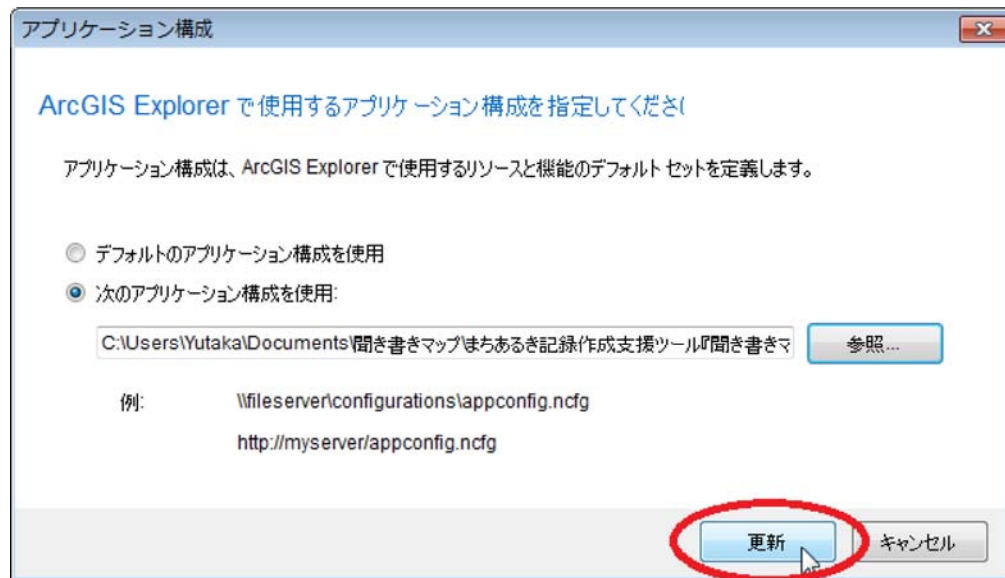 アプリケーション構成
ArcGIS Explorer で使用するアプリケーション構成を指定してくださ
アプリケーション構成は、ArcGIS Explorer で使用するリソースと機能のデフォルト セットを定義します。
デフォルトのアプリケーション構成を使用
次のアプリケーション構成を使用:
C:\Users\Yutaka\Documents\聞き書きマップ\まちあるき記録作成支援ツール『聞き書きマ
参照...
例: \\fileserver\configurations\appconfig.ncfg
http://myserver/appconfig.ncfg
更新 キャンセル